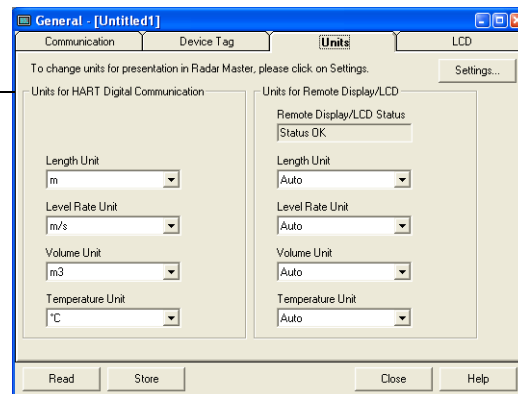 General - [Untitled1]
Communication Device Tag Units LCD
To change units for presentation in Radar Master, please click on Settings. Settings...
Units for HART Digital Communication
Length Unit
m
Level Rate Unit
m/s
Volume Unit
m3
Temperature Unit
°C
Units for Remote Display/LCD
Remote Display/LCD Status
Status OK
Length Unit
Auto
Level Rate Unit
Auto
Volume Unit
Auto
Temperature Unit
Auto
Read Store Close Help